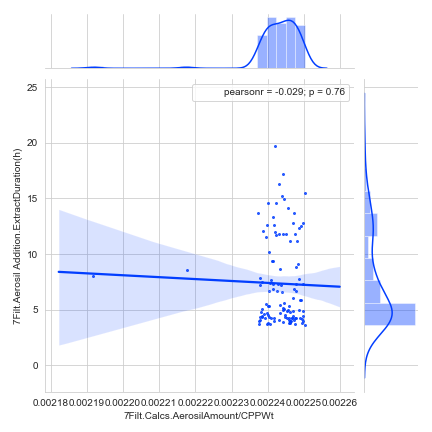 pearsonr = -0.029; p = 0.76
25
20
15
10
5
0
7Filt.Aerosil Addition.ExtractDuration(h)
0.00218 0.00219 0.00220 0.00221 0.00222 0.00223 0.00224 0.00225 0.00226
7Filt.Calcs.AerosilAmount/CPPWt